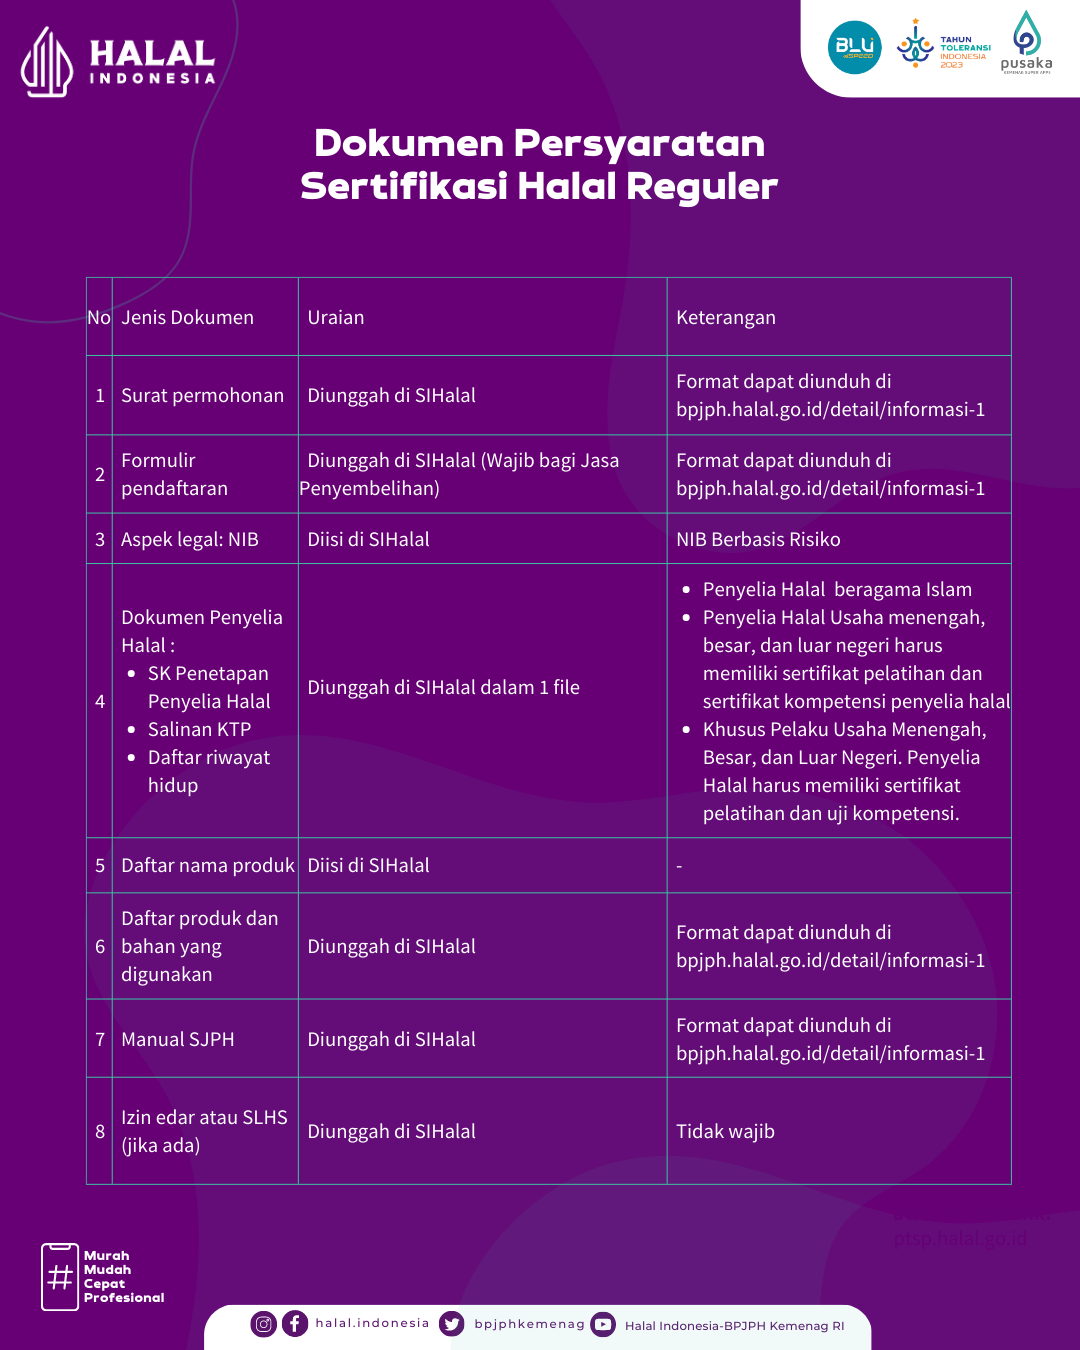 HALAL
INDONESIA
BLU
SPEED
TAHUN
TOLERANSI
INDONESIA
2023
pusaka
KEMENAG SUPER APPS
Dokumen Persyaratan
Sertifikasi Halal Reguler
No
Jenis Dokumen
Uraian
Keterangan
1
Surat permohonan
Diunggah di SIHalal
Format dapat diunduh di
bpjph.halal.go.id/detail/informasi-1
2
Formulir
pendaftaran
Diunggah di SIHalal (Wajib bagi Jasa
Penyembelihan)
Format dapat diunduh di
bpjph.halal.go.id/detail/informasi-1
3
Aspek legal: NIB
Diisi di SIHalal
NIB Berbasis Risiko
4
Dokumen Penyelia
Halal :
• SK Penetapan
Penyelia Halal
• Salinan KTP
• Daftar riwayat
hidup
Diunggah di SIHalal dalam 1 file
• Penyelia Halal  beragama Islam
• Penyelia Halal Usaha menengah,
besar, dan luar negeri harus
memiliki sertifikat pelatihan dan
sertifikat kompetensi penyelia halal
• Khusus Pelaku Usaha Menengah,
Besar, dan Luar Negeri. Penyelia
Halal harus memiliki sertifikat
pelatihan dan uji kompetensi.
5
Daftar nama produk
Diisi di SIHalal
-
6
Daftar produk dan
bahan yang
digunakan
Diunggah di SIHalal
Format dapat diunduh di
bpjph.halal.go.id/detail/informasi-1
7
Manual SJPH
Diunggah di SIHalal
Format dapat diunduh di
bpjph.halal.go.id/detail/informasi-1
8
Izin edar atau SLHS
(jika ada)
Diunggah di SIHalal
Tidak wajib
ptsp.halal.go.id
#
Murah
Mudah
Cepat
Profesional
halal.indonesia
bpjphkemenag
Halal Indonesia-BPJPH Kemenag RI